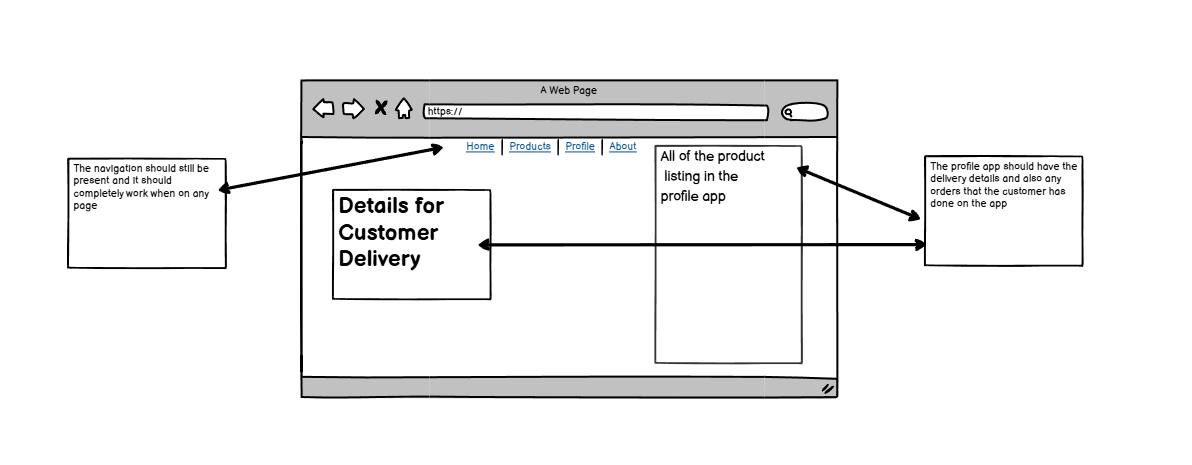 A Web Page
https://
Home | Products | Profile | About
The navigation should still be
present and it should
completely work when on any
page
Details for
Customer
Delivery
All of the product
listing in the
profile app
The profile app should have the
delivery details and also any
orders that the customer has
done on the app